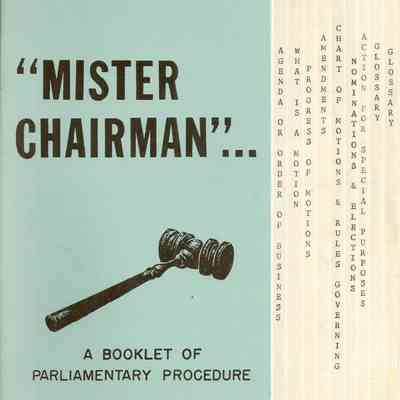 "MISTER
CHAIRMAN"...
A BOOKLET OF
PARLIAMENTARY PROCEDURE
AGENDA OR ORDER OF BUSINESS
WHAT IS A MOTION
PROGRESS OF MOTIONS
AMENDMENTS
CHART OF MOTIONS & RULES GOVERNING
NOMINATIONS & ELECTIONS
ACTION FOR SPECIAL PURPOSES
GLOSSARY
GLOSSARY